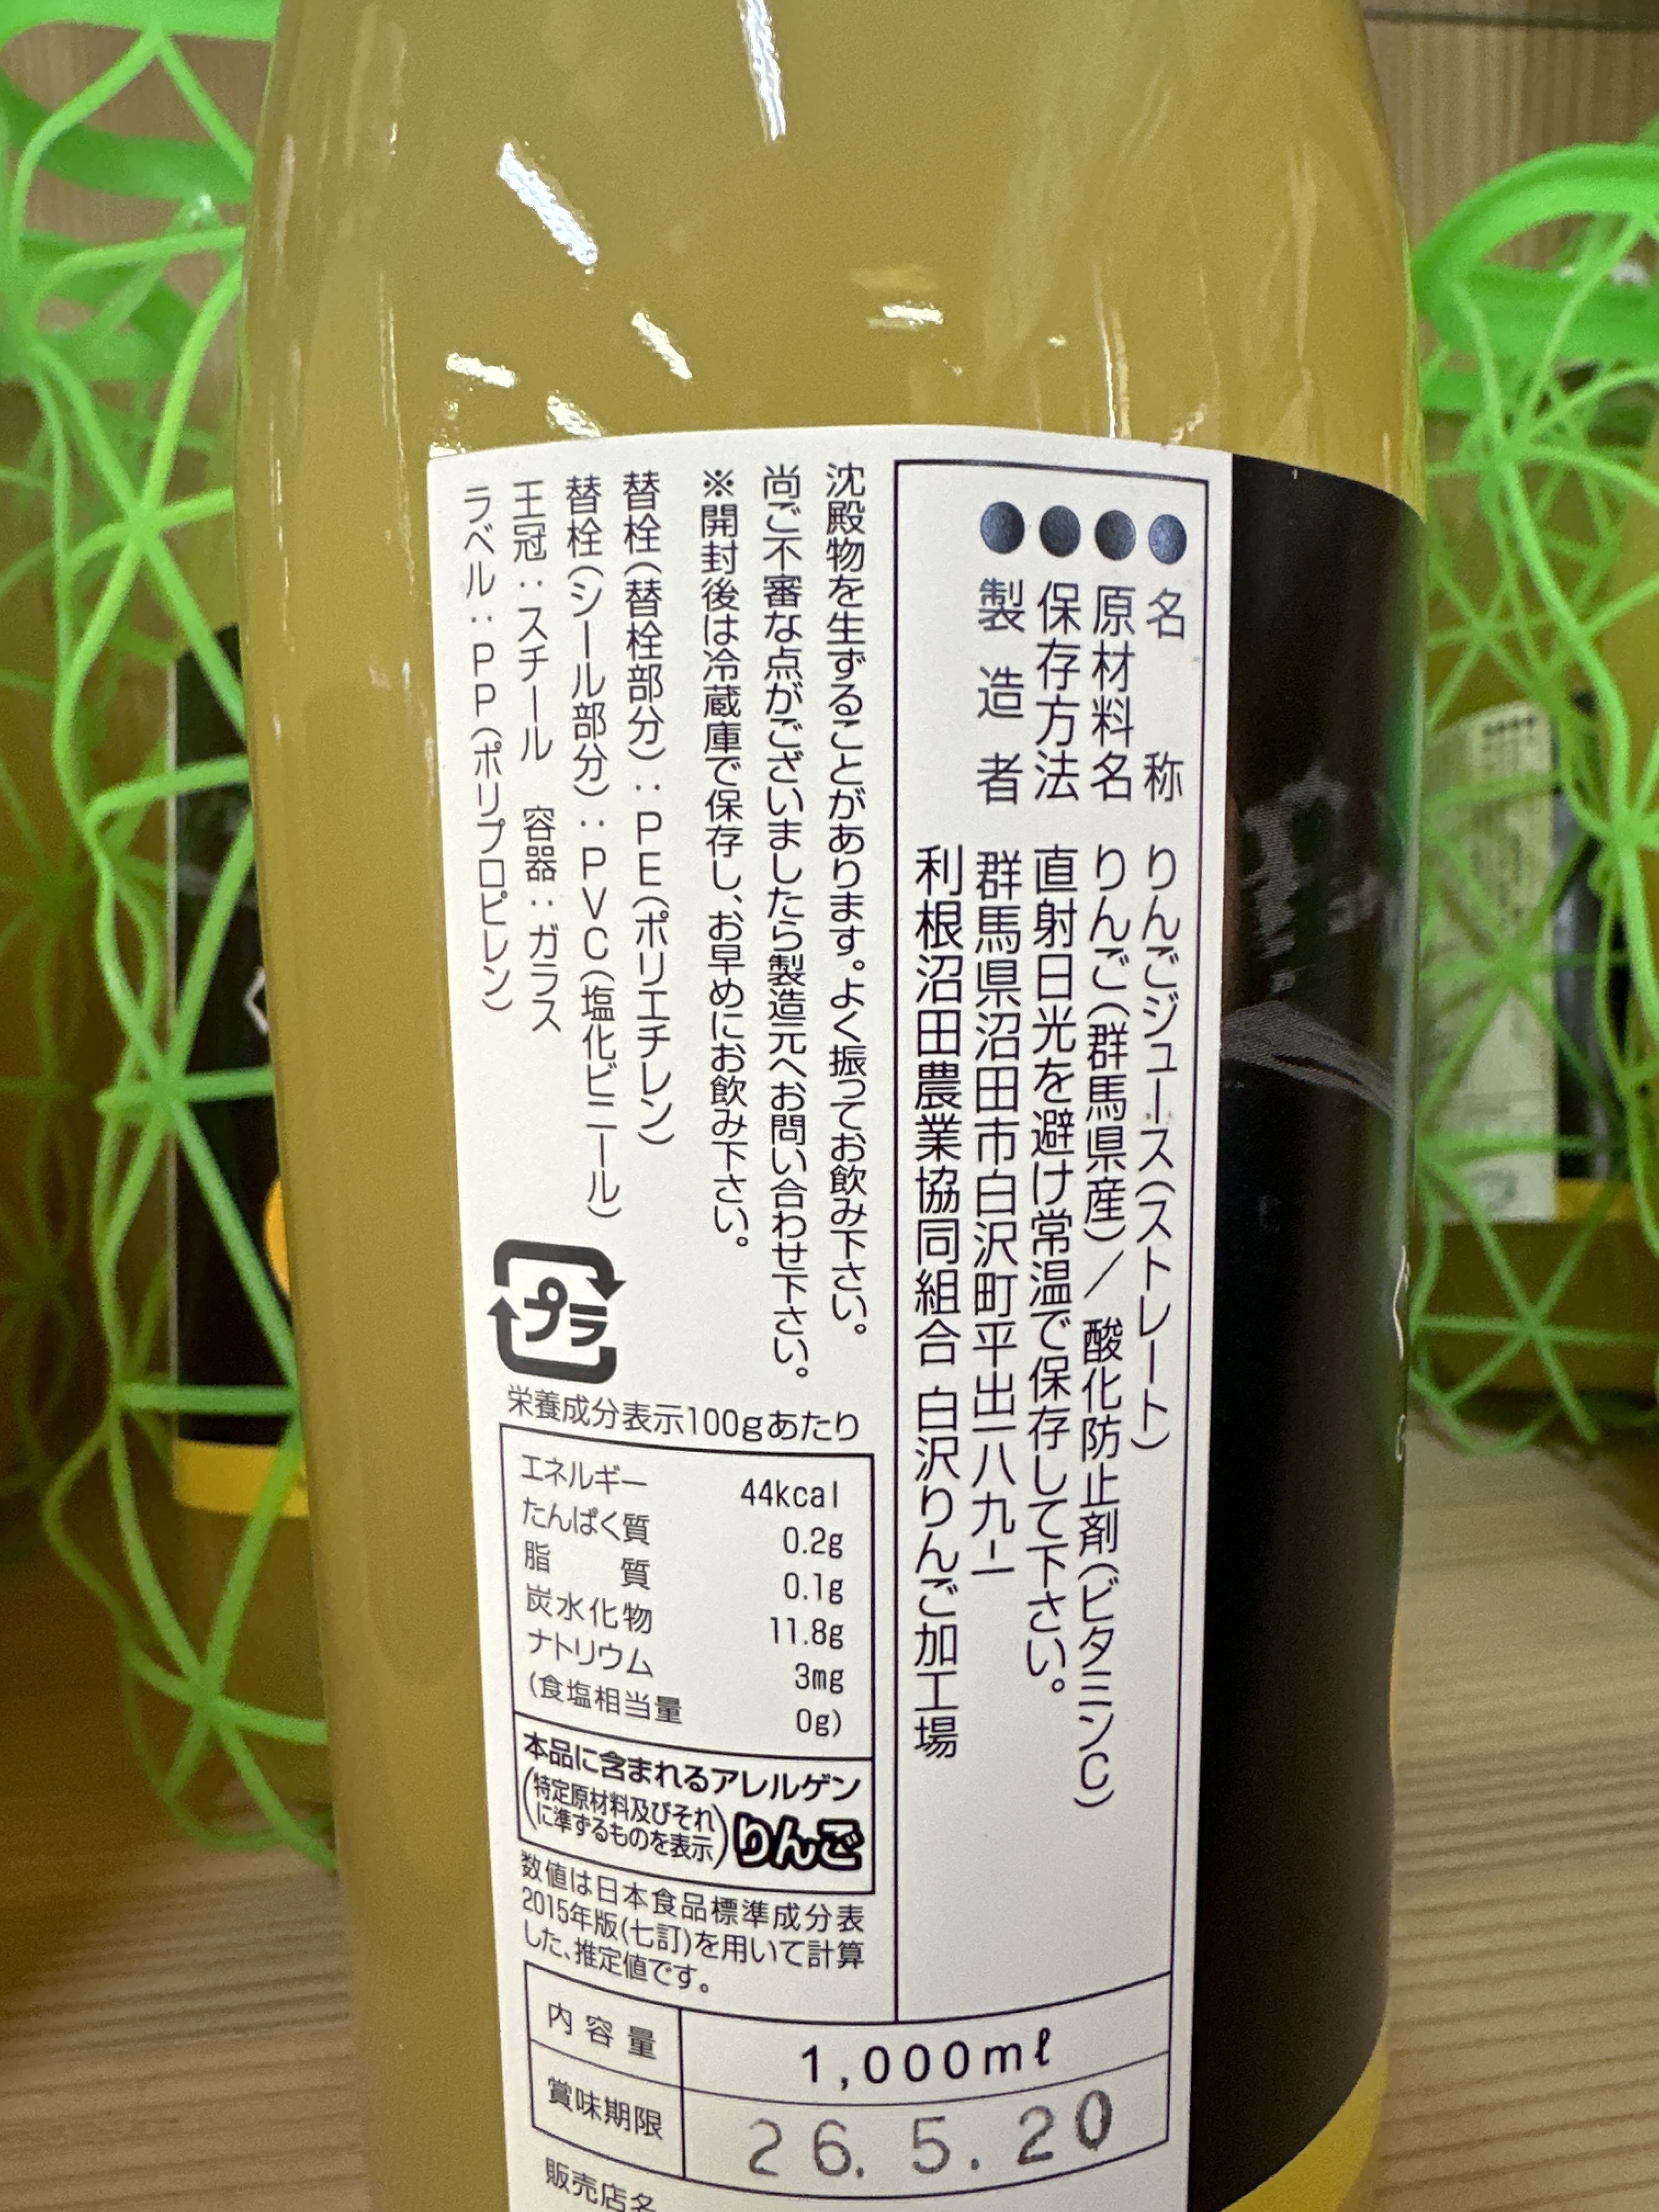 ●名称 りんごジュース(ストレート)
●原材料名 りんご(群馬県産)/酸化防止剤(ビタミンC)
●保存方法 直射日光を避け常温で保存して下さい。
●製造者 群馬県沼田市白沢町平出一八九-一
利根沼田農業協同組合 白沢りんご加工場
沈殿物を生ずることがあります。よく振ってお飲み下さい。
尚ご不審な点がございましたら製造元へお問い合わせ下さい。
※開封後は冷蔵庫で保存し、お早めにお飲み下さい。
替栓(替栓部分):PE(ポリエチレン)
替栓(シール部分):PVC(塩化ビニール)
王冠:スチール 容器:ガラス
ラベル:PP(ポリプロピレン)
プラ
栄養成分表示100gあたり
エネルギー 44kcal
たんぱく質 0.2g
脂質 0.1g
炭水化物 11.8g
ナトリウム 3mg
(食塩相当量 0g)
本品に含まれるアレルゲン
(特定原材料及びそれ
に準ずるものを表示) りんご
数値は日本食品標準成分表
2015年版(七訂)を用いて計算
した、推定値です。
内容量 1,000mℓ
賞味期限 26.5.20
販売店名